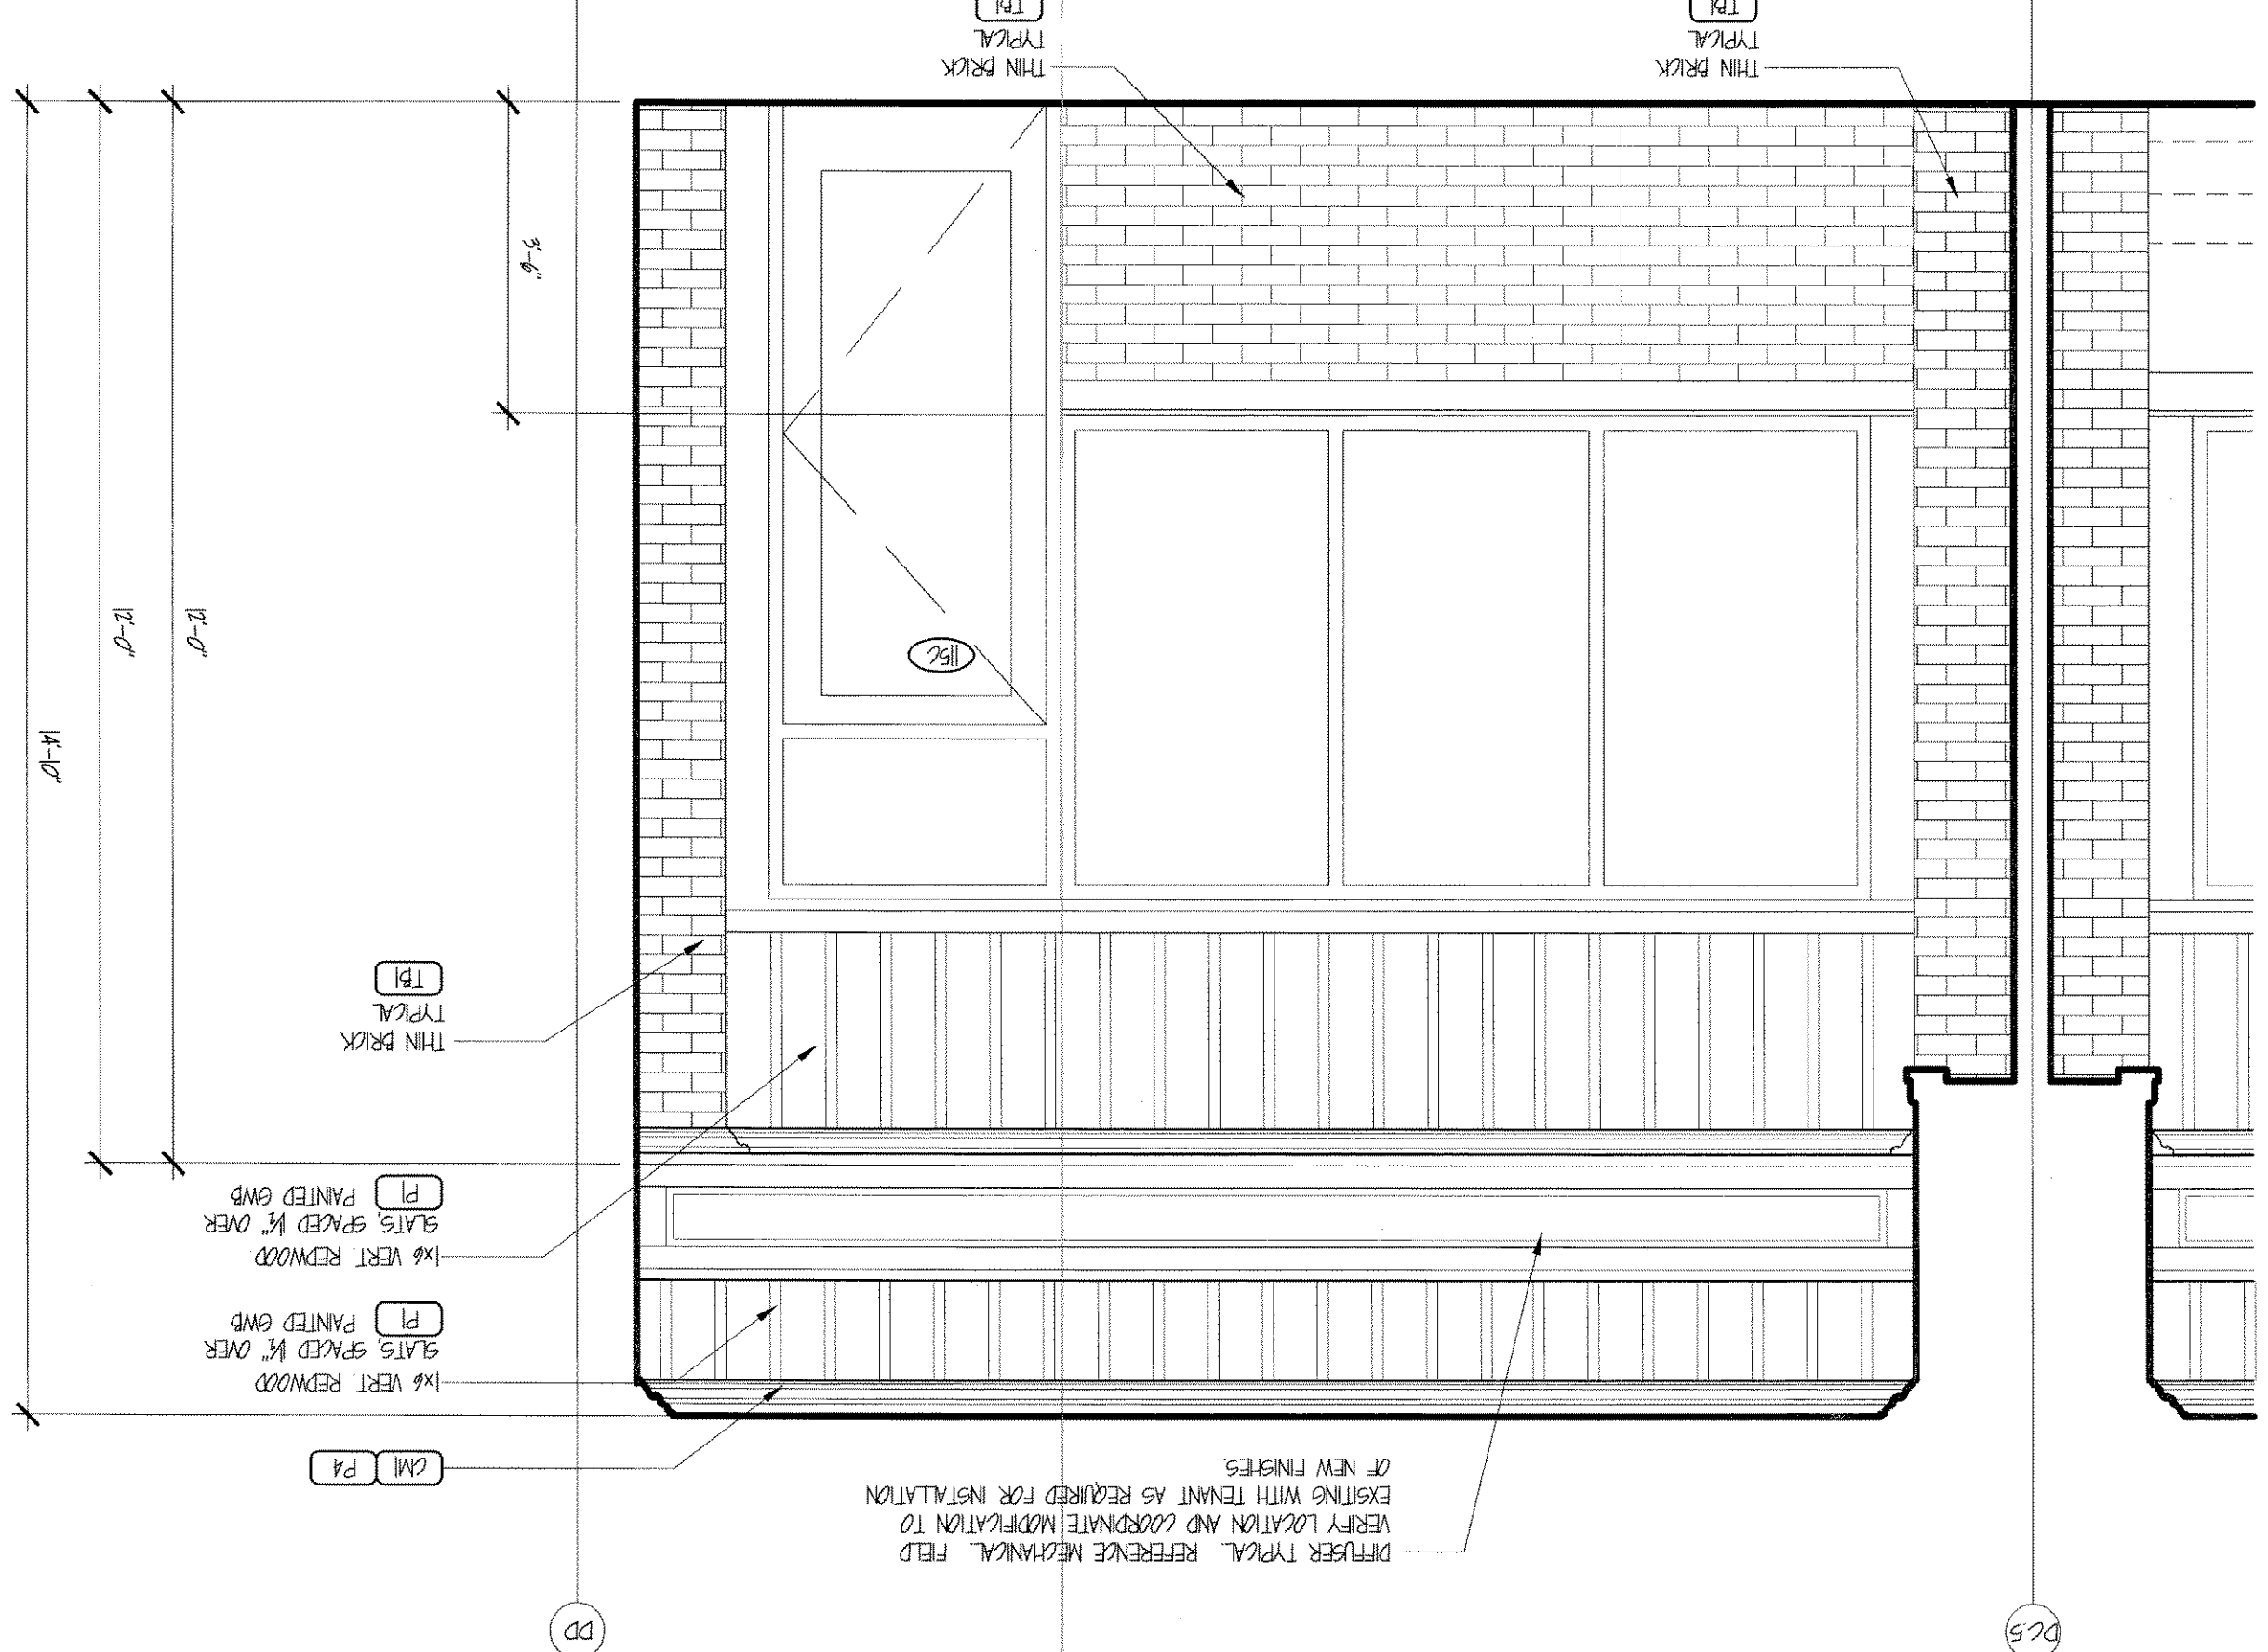 DC.5
DD
DIFFUSER TYPICAL. REFERENCE MECHANICAL. FIELD
VERIFY LOCATION AND COORDINATE MODIFICATION TO
EXSITING WITH TENANT AS REQUIRED FOR INSTALLATION
OF NEW FINISHES.
CM1 P4
1x6 VERT. REDWOOD
SLATS, SPACED 1/2" OVER
PAINTED GWB P1
1x6 VERT. REDWOOD
SLATS, SPACED 1/2" OVER
PAINTED GWB P1
THIN BRICK
TYPICAL
TB1
14'-10"
12'-0"
12'-0"
115C
3'-6"
THIN BRICK
TYPICAL
TB1
THIN BRICK
TYPICAL
TB1